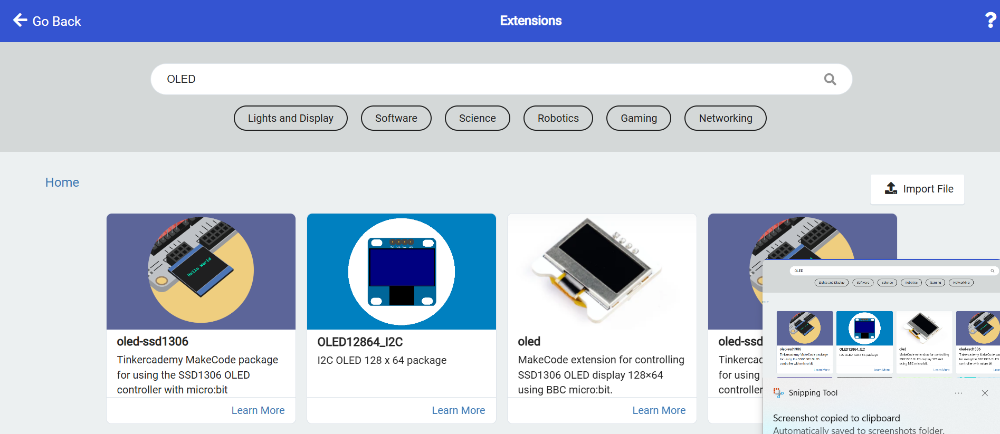 Go Back
Extensions
?
OLED
Lights and Display
Software
Science
Robotics
Gaming
Networking
Home
Import File
Hello World
oled-ssd1306
Tinkercademy MakeCode package
for using the SSD1306 OLED
controller with micro:bit
Learn More
OLED12864_I2C
I2C OLED 128 x 64 package
Learn More
oled
MakeCode extension for controlling
SSD1306 OLED display 128×64
using BBC micro:bit.
Learn More
oled-ssd
Tinkercad
for using
controller
OLED
Lights and Display
Software
Science
Robotics
Gaming
Networking
ome
oled-ssd1306
Tinkercademy MakeCode package
for using the SSD1306 OLED
controller with micro:bit
Learn More
OLED12864_I2C
I2C OLED 128 x 64 package
Learn More
oled
MakeCode extension for controlling
SSD1306 OLED display 128×64
using BBC micro:bit.
Learn More
oled-ssd1306
Tinkercademy MakeCode pac
for using the SSD1306 OLED
controller with micro:bit
Lear
Snipping Tool
Screenshot copied to clipboard
Automatically saved to screenshots folder.